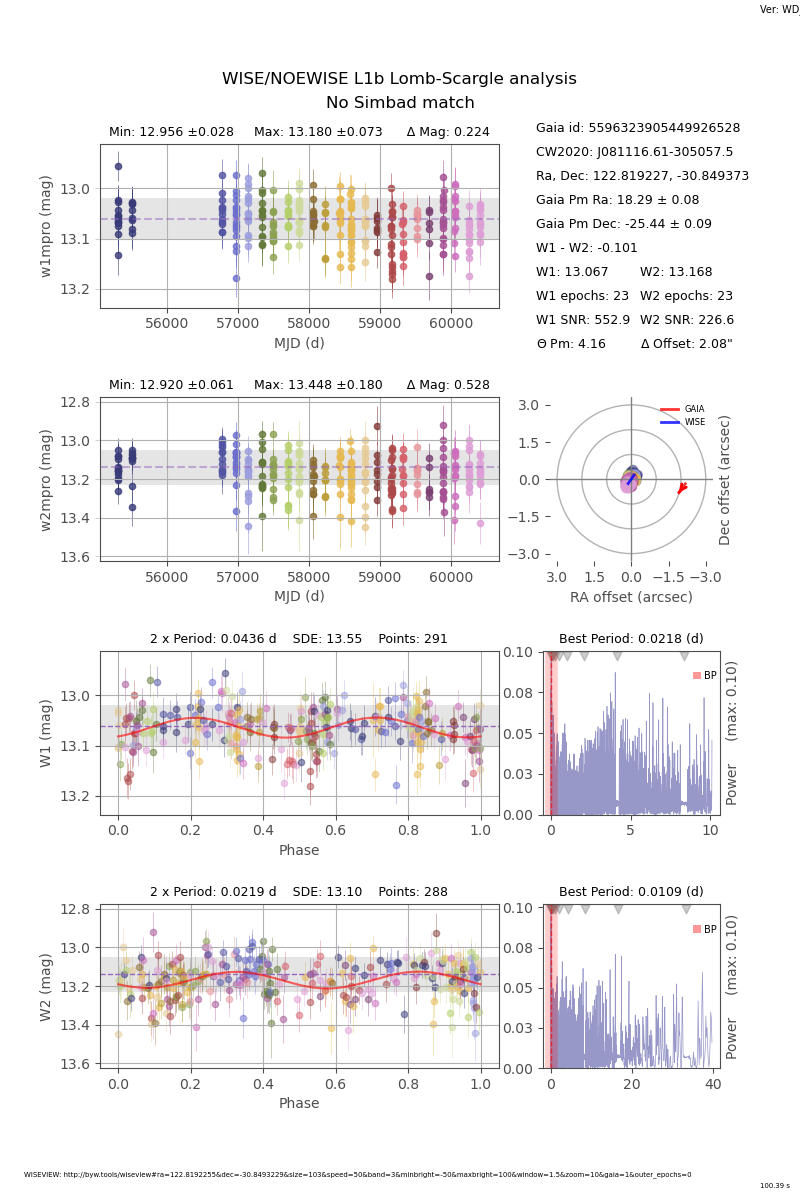 Ver: WD
WISE/NOEWISE L1b Lomb-Scargle analysis
No Simbad match
Min: 12.956 ±0.028 Max: 13.180 ±0.073 Δ Mag: 0.224
w1mpro (mag)
13.0
13.1
13.2
56000 57000 58000 59000 60000
MJD (d)
Gaia id: 5596323905449926528
CW2020: J081116.61-305057.5
Ra, Dec: 122.819227, -30.849373
Gaia Pm Ra: 18.29 ± 0.08
Gaia Pm Dec: -25.44 ± 0.09
W1 - W2: -0.101
W1: 13.067 W2: 13.168
W1 epochs: 23 W2 epochs: 23
W1 SNR: 552.9 W2 SNR: 226.6
Θ Pm: 4.16 Δ Offset: 2.08"
Min: 12.920 ±0.061 Max: 13.448 ±0.180 Δ Mag: 0.528
w2mpro (mag)
12.8
13.0
13.2
13.4
13.6
56000 57000 58000 59000 60000
MJD (d)
GAIA
WISE
3.0
1.5
0.0
−1.5
−3.0
3.0 1.5 0.0 −1.5 −3.0
RA offset (arcsec)
Dec offset (arcsec)
2 x Period: 0.0436 d SDE: 13.55 Points: 291
W1 (mag)
13.0
13.1
13.2
0.0 0.2 0.4 0.6 0.8 1.0
Phase
Best Period: 0.0218 (d)
BP
0.10
0.08
0.05
0.03
0.00
0 5 10
Power (max: 0.10)
2 x Period: 0.0219 d SDE: 13.10 Points: 288
W2 (mag)
12.8
13.0
13.2
13.4
13.6
0.0 0.2 0.4 0.6 0.8 1.0
Phase
Best Period: 0.0109 (d)
BP
0.10
0.08
0.05
0.03
0.00
0 20 40
Power (max: 0.10)
WISEVIEW: http://byw.tools/wiseview#ra=122.8192255&dec=-30.8493229&size=103&speed=50&band=3&minbright=-50&maxbright=100&window=1.5&zoom=10&gaia=1&outer_epochs=0
100.39 s